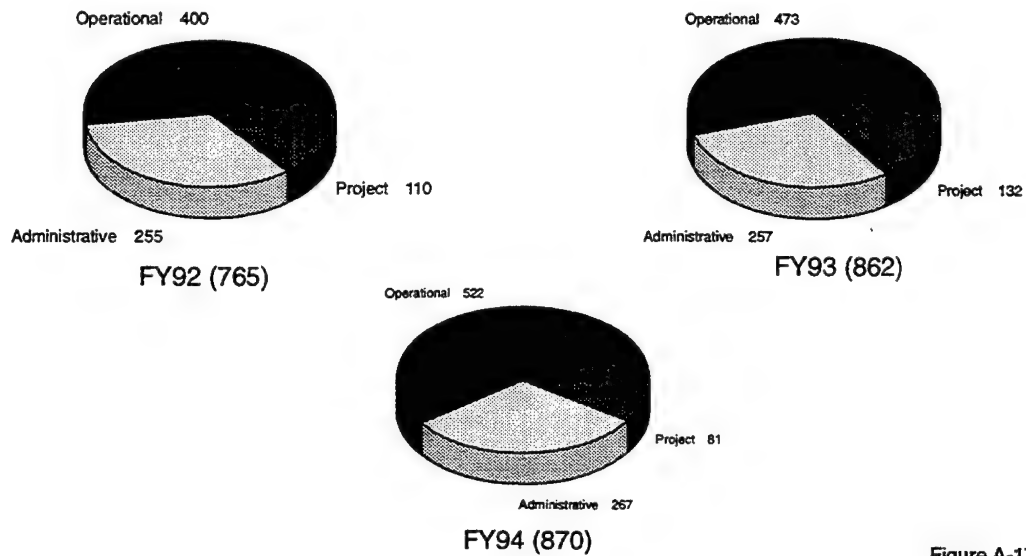 Operational 400
Operational 473
Project 110
Project 132
Administrative 255
Administrative 257
FY92 (765)
FY93 (862)
Operational 522
Project 81
Administrative 267
FY94 (870)